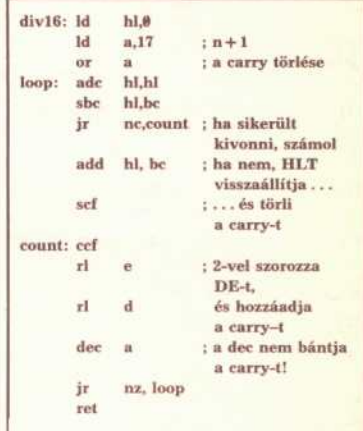 div16: ld hl,0
ld a,17 ; n+1
or a ; a carry törlése
loop: adc hl,hl
sbc hl,bc
jr nc,count ; ha sikerült
kivonni, számol
add hl, bc ; ha nem, HLT
visszaállítja ...
scf ; ... és törli
a carry-t
count: ccf
rl e ; 2-vel szorozza
DE-t,
rl d és hozzáadja
a carry-t
dec a ; a dec nem bántja
a carry-t!
jr nz, loop
ret